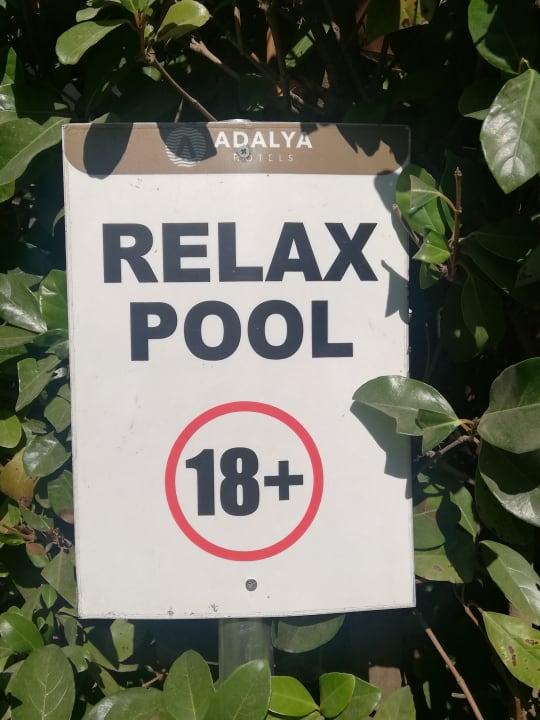 ADALYA
HOTELS
RELAX
POOL
18+